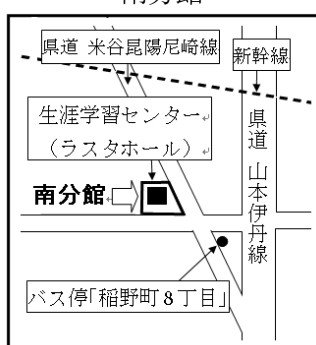 南分館
県道 米谷昆陽尼崎線
新幹線
生涯学習センター
（ラスタホール）
県道 山本伊丹線
南分館
バス停「稲野町8丁目」